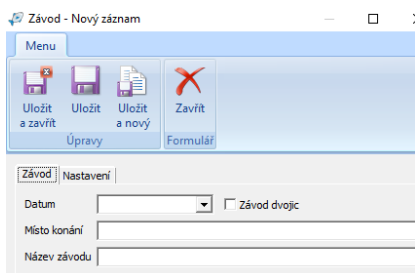 Závod - Nový záznam
Menu
Uložit a zavřít
Uložit
Uložit a nový
Zavřít
Úpravy
Formulář
Závod
Nastavení
Datum
Závod dvojic
Místo konání
Název závodu